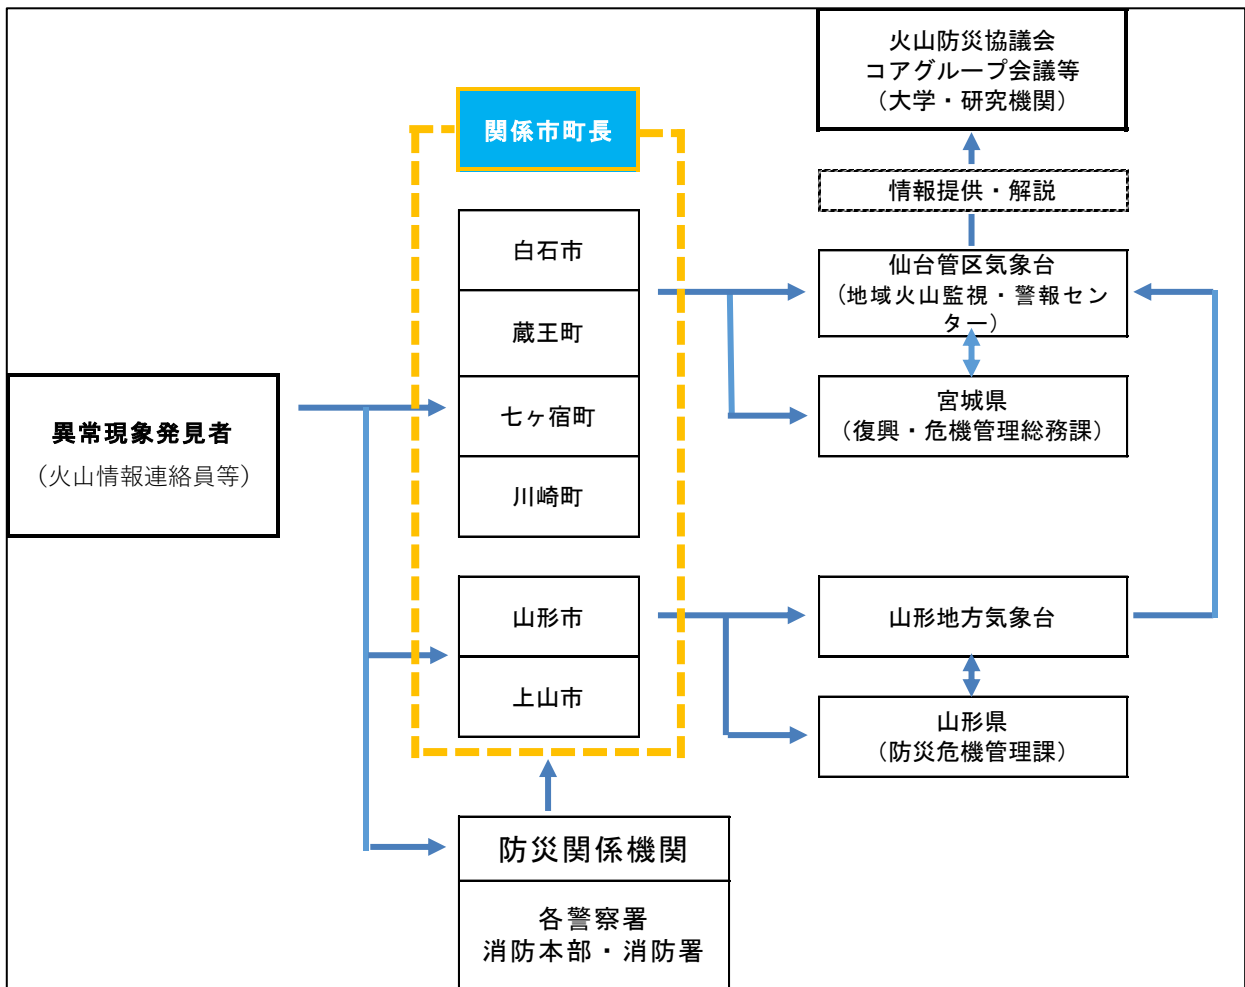 異常現象発見者
（火山情報連絡員等）
関係市町長
白石市
蔵王町
七ヶ宿町
川崎町
山形市
上山市
防災関係機関
各警察署
消防本部・消防署
火山防災協議会
コアグループ会議等
（大学・研究機関）
情報提供・解説
仙台管区気象台
（地域火山監視・警報セン
ター）
宮城県
（復興・危機管理総務課）
山形地方気象台
山形県
（防災危機管理課）